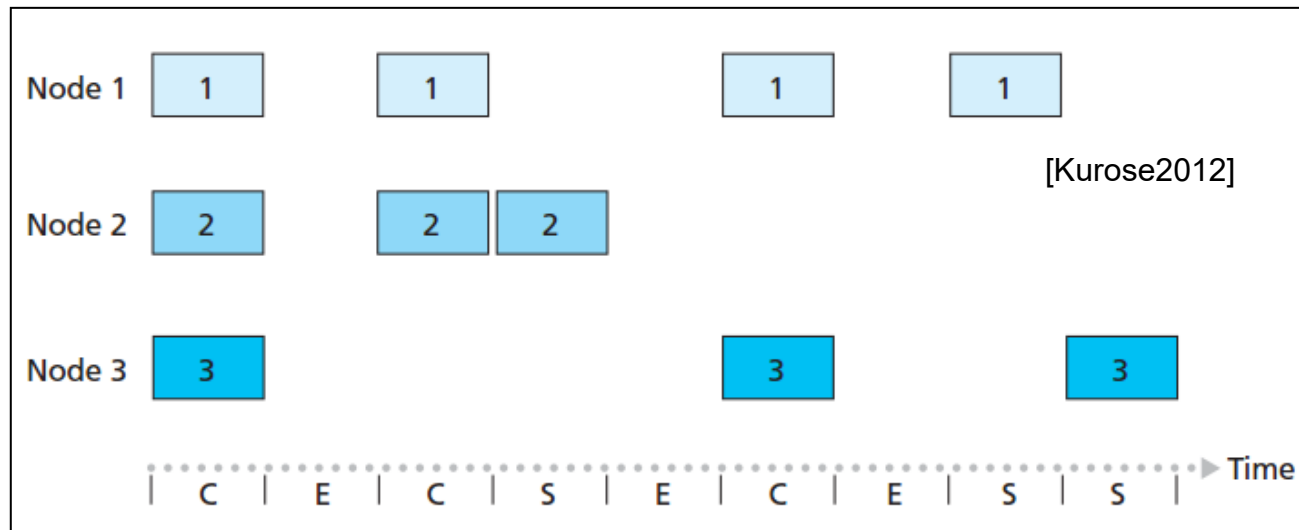 Node 1 1 1 1 1
[Kurose2012]
Node 2 2 2 2
Node 3 3 3 3
Time
C E C S E C E S S